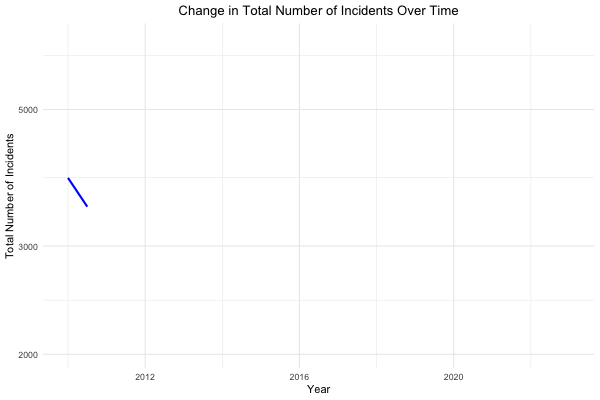 Change in Total Number of Incidents Over Time
Total Number of Incidents
5000
3000
2000
2012
2016
2020
Year